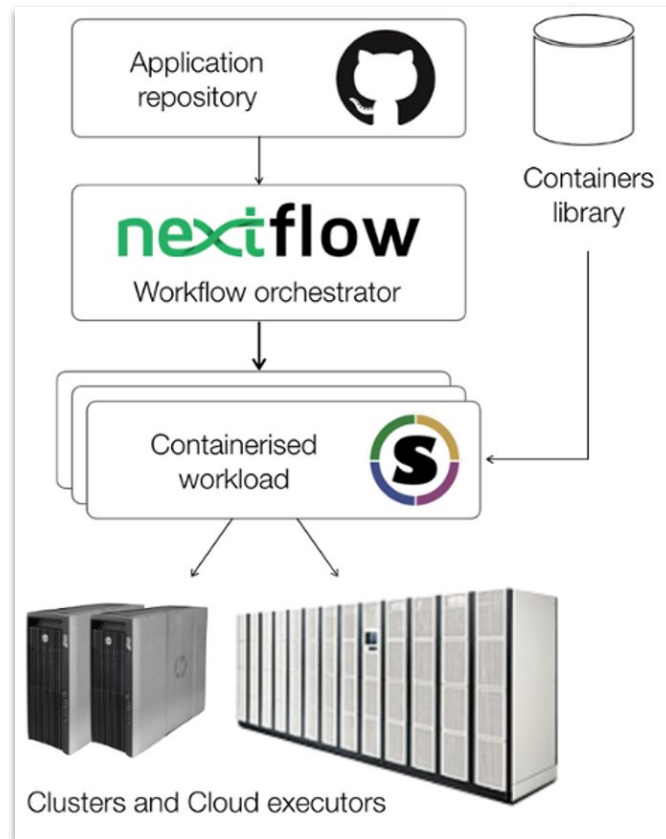 Application
repository
Containers
library
nextflow
Workflow orchestrator
Containerised
workload
S
Clusters and Cloud executors